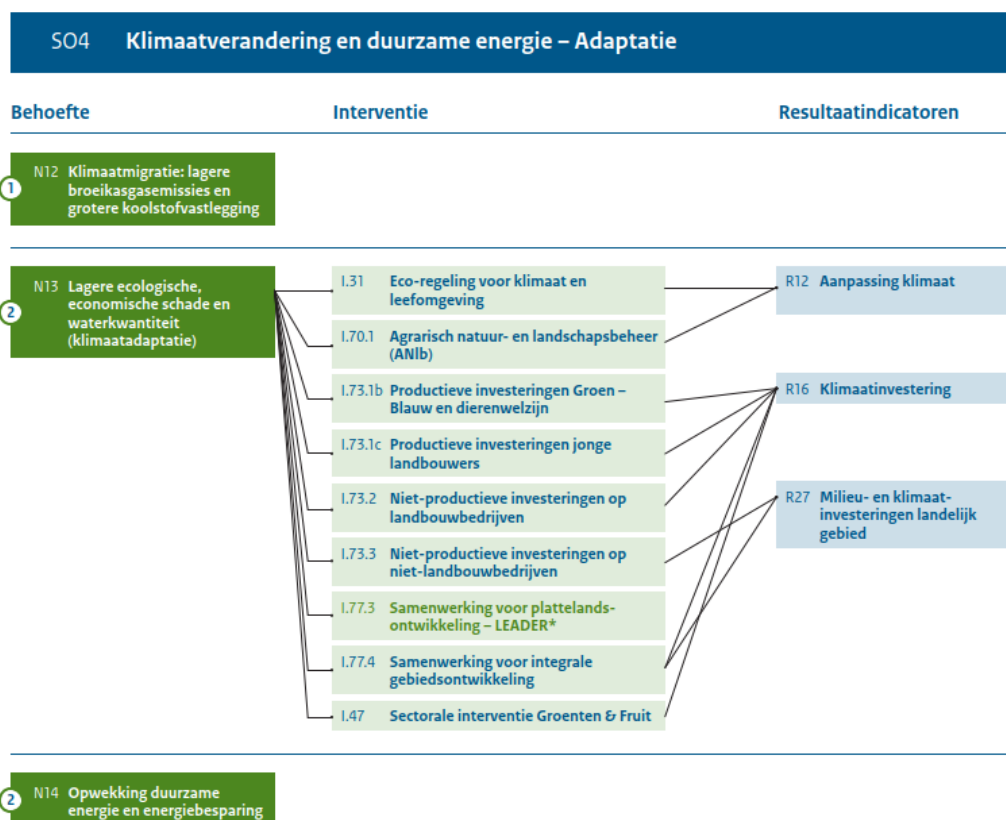 SO4 Klimaatverandering en duurzame energie – Adaptatie
Behoefte
Interventie
Resultaatindicatoren
1
N12 Klimaatmigratie: lagere
broeikasgasemissies en
grotere koolstofvastlegging
2
N13 Lagere ecologische,
economische schade en
waterkwantiteit
(klimaatadaptatie)
I.31 Eco-regeling voor klimaat en
leefomgeving
I.70.1 Agrarisch natuur- en landschapsbeheer
(ANlb)
I.73.1b Productieve investeringen Groen –
Blauw en dierenwelzijn
I.73.1c Productieve investeringen jonge
landbouwers
I.73.2 Niet-productieve investeringen op
landbouwbedrijven
I.73.3 Niet-productieve investeringen op
niet-landbouwbedrijven
I.77.3 Samenwerking voor plattelands-
ontwikkeling – LEADER*
I.77.4 Samenwerking voor integrale
gebiedsontwikkeling
I.47 Sectorale interventie Groenten & Fruit
R12 Aanpassing klimaat
R16 Klimaatinvestering
R27 Milieu- en klimaat-
investeringen landelijk
gebied
2
N14 Opwekking duurzame
energie en energiebesparing